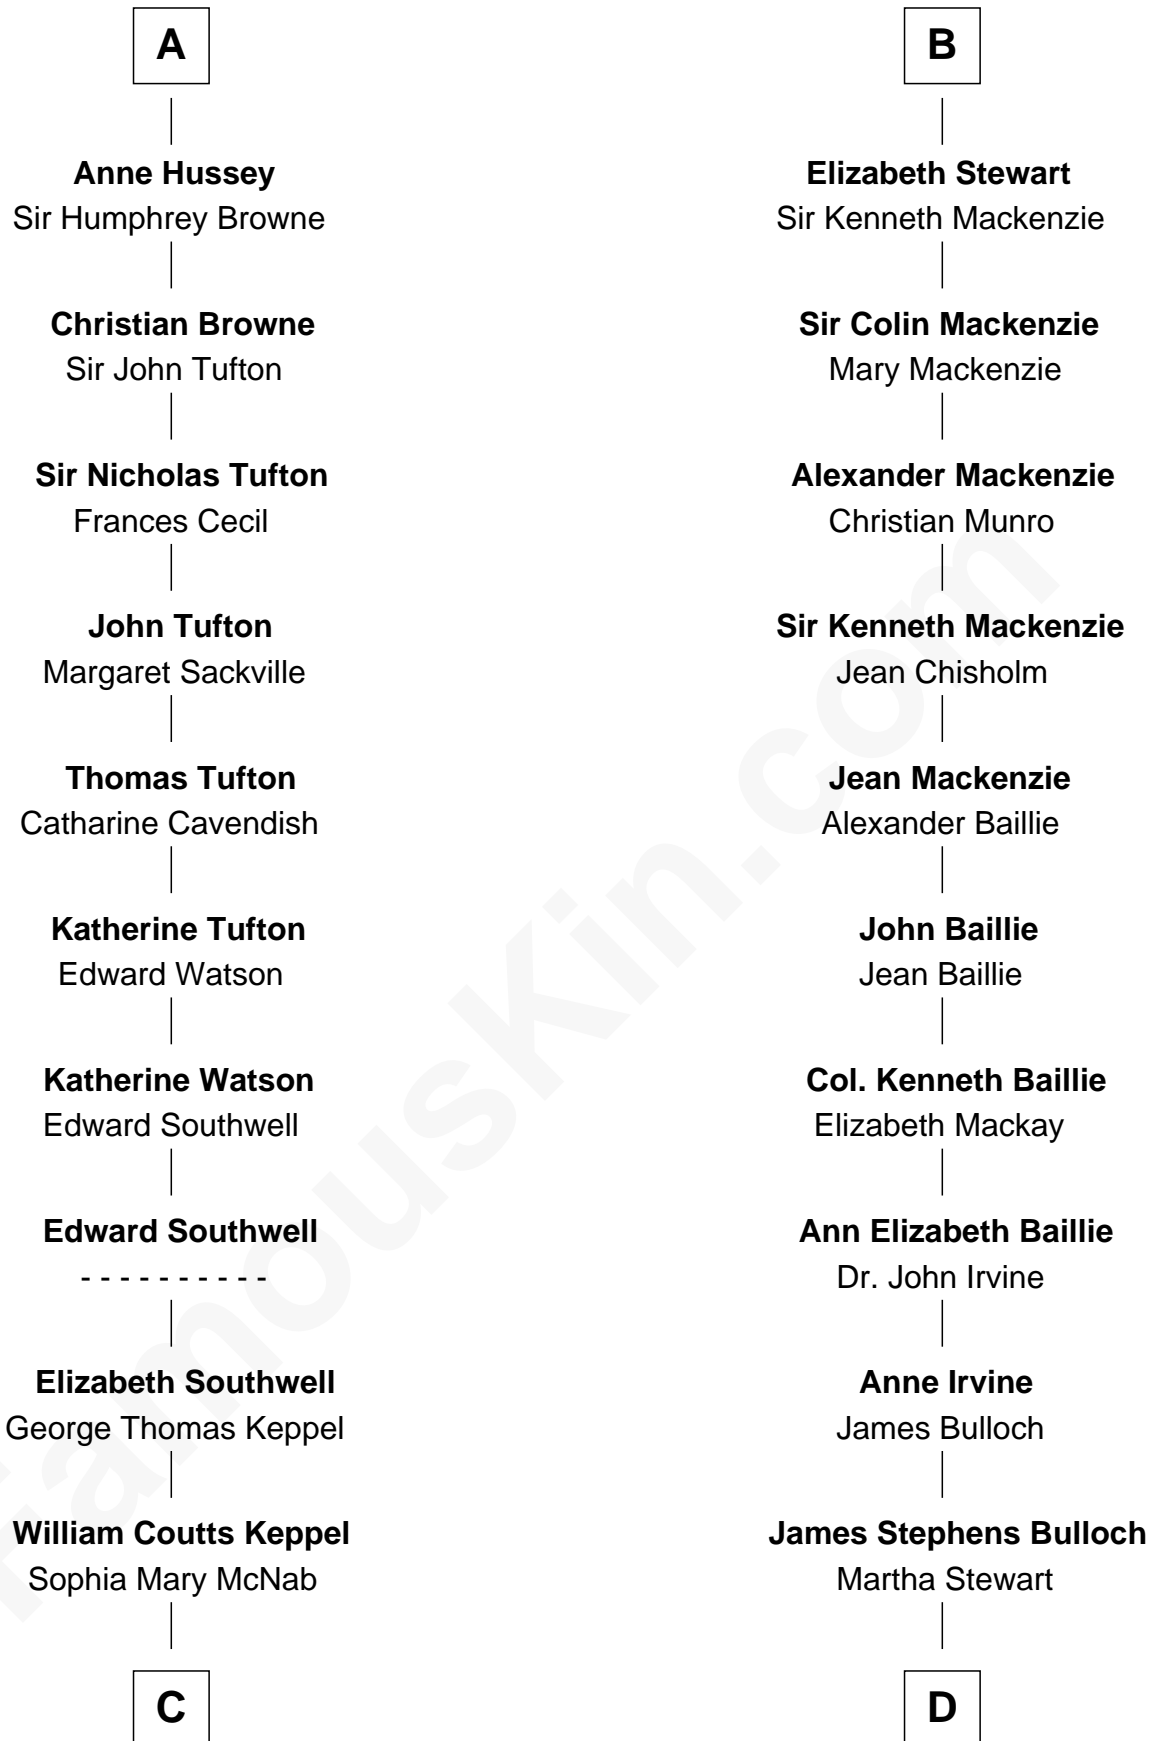 A
Anne Hussey
Sir Humphrey Browne
Christian Browne
Sir John Tufton
Sir Nicholas Tufton
Frances Cecil
John Tufton
Margaret Sackville
Thomas Tufton
Catharine Cavendish
Katherine Tufton
Edward Watson
Katherine Watson
Edward Southwell
Edward Southwell
- - - - - - - - - -
Elizabeth Southwell
George Thomas Keppel
William Coutts Keppel
Sophia Mary McNab
C
B
Elizabeth Stewart
Sir Kenneth Mackenzie
Sir Colin Mackenzie
Mary Mackenzie
Alexander Mackenzie
Christian Munro
Sir Kenneth Mackenzie
Jean Chisholm
Jean Mackenzie
Alexander Baillie
John Baillie
Jean Baillie
Col. Kenneth Baillie
Elizabeth Mackay
Ann Elizabeth Baillie
Dr. John Irvine
Anne Irvine
James Bulloch
James Stephens Bulloch
Martha Stewart
D
FamousKin.com